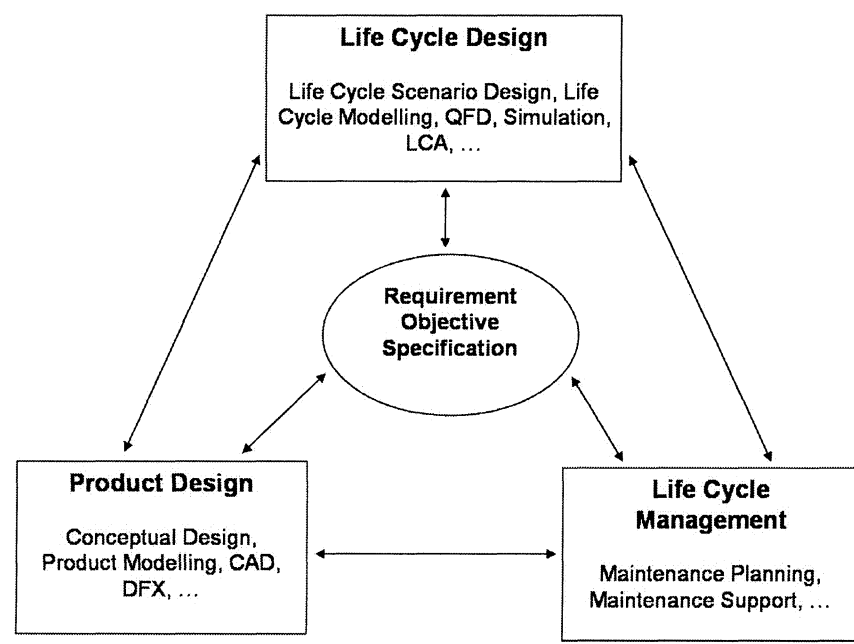 Life Cycle Design
Life Cycle Scenario Design, Life
Cycle Modelling, QFD, Simulation,
LCA, ...
Requirement
Objective
Specification
Product Design
Conceptual Design,
Product Modelling, CAD,
DFX, ...
Life Cycle
Management
Maintenance Planning,
Maintenance Support, ...